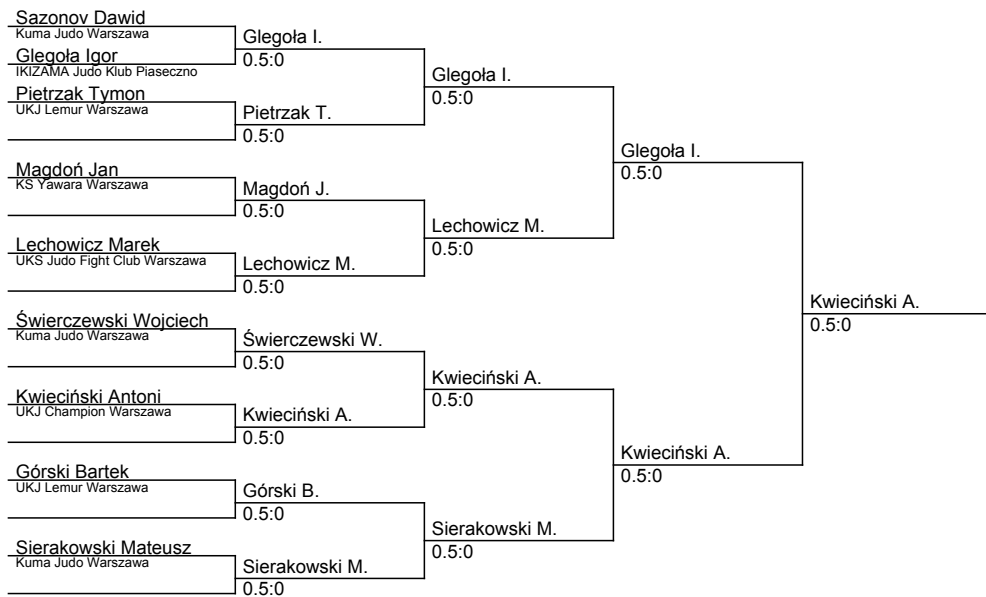 Sazonov Dawid
Kuma Judo Warszawa
Glegoła Igor
IKIZAMA Judo Klub Piaseczno
Pietrzak Tymon
UKJ Lemur Warszawa
Magdoń Jan
KS Yawara Warszawa
Lechowicz Marek
UKS Judo Fight Club Warszawa
Świerczewski Wojciech
Kuma Judo Warszawa
Kwieciński Antoni
UKJ Champion Warszawa
Górski Bartek
UKJ Lemur Warszawa
Sierakowski Mateusz
Kuma Judo Warszawa
Glegoła I.
0.5:0
Pietrzak T.
0.5:0
Magdoń J.
0.5:0
Lechowicz M.
0.5:0
Świerczewski W.
0.5:0
Kwieciński A.
0.5:0
Górski B.
0.5:0
Sierakowski M.
0.5:0
Glegoła I.
0.5:0
Lechowicz M.
0.5:0
Kwieciński A.
0.5:0
Sierakowski M.
0.5:0
Glegoła I.
0.5:0
Kwieciński A.
0.5:0
Kwieciński A.
0.5:0